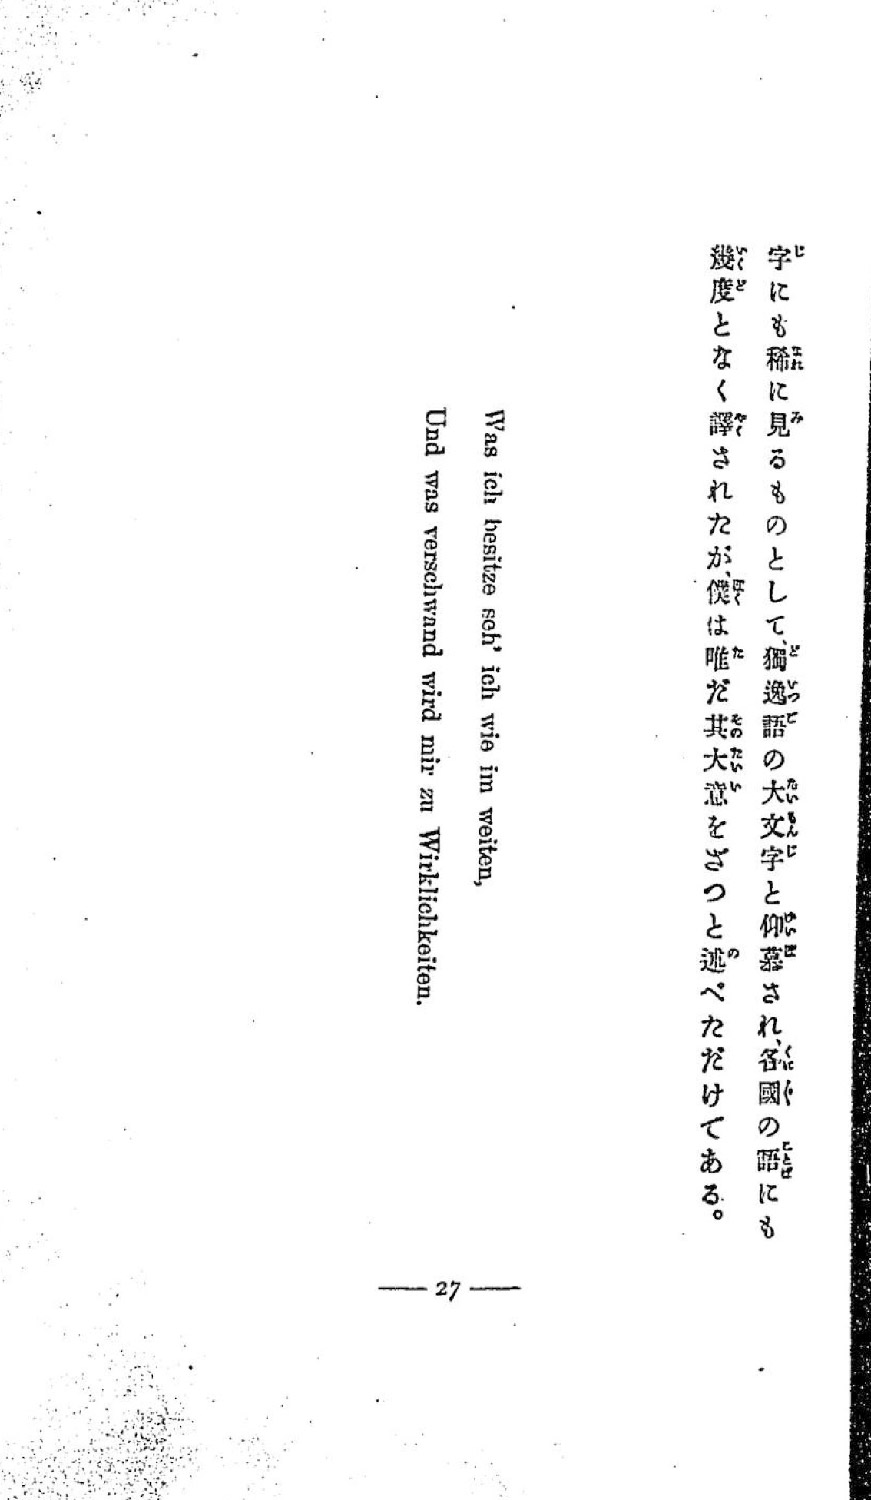 字にも稀に見るものとして、獨逸語の大文字と仰慕され、各國の語にも
幾度となく譯されたが、僕は唯だ其大意をざつと述べただけである。
Was ich besitze seh' ich wie im weiten,
Und was verschwand wird mir zu Wirklichkeiten.
— 27 —